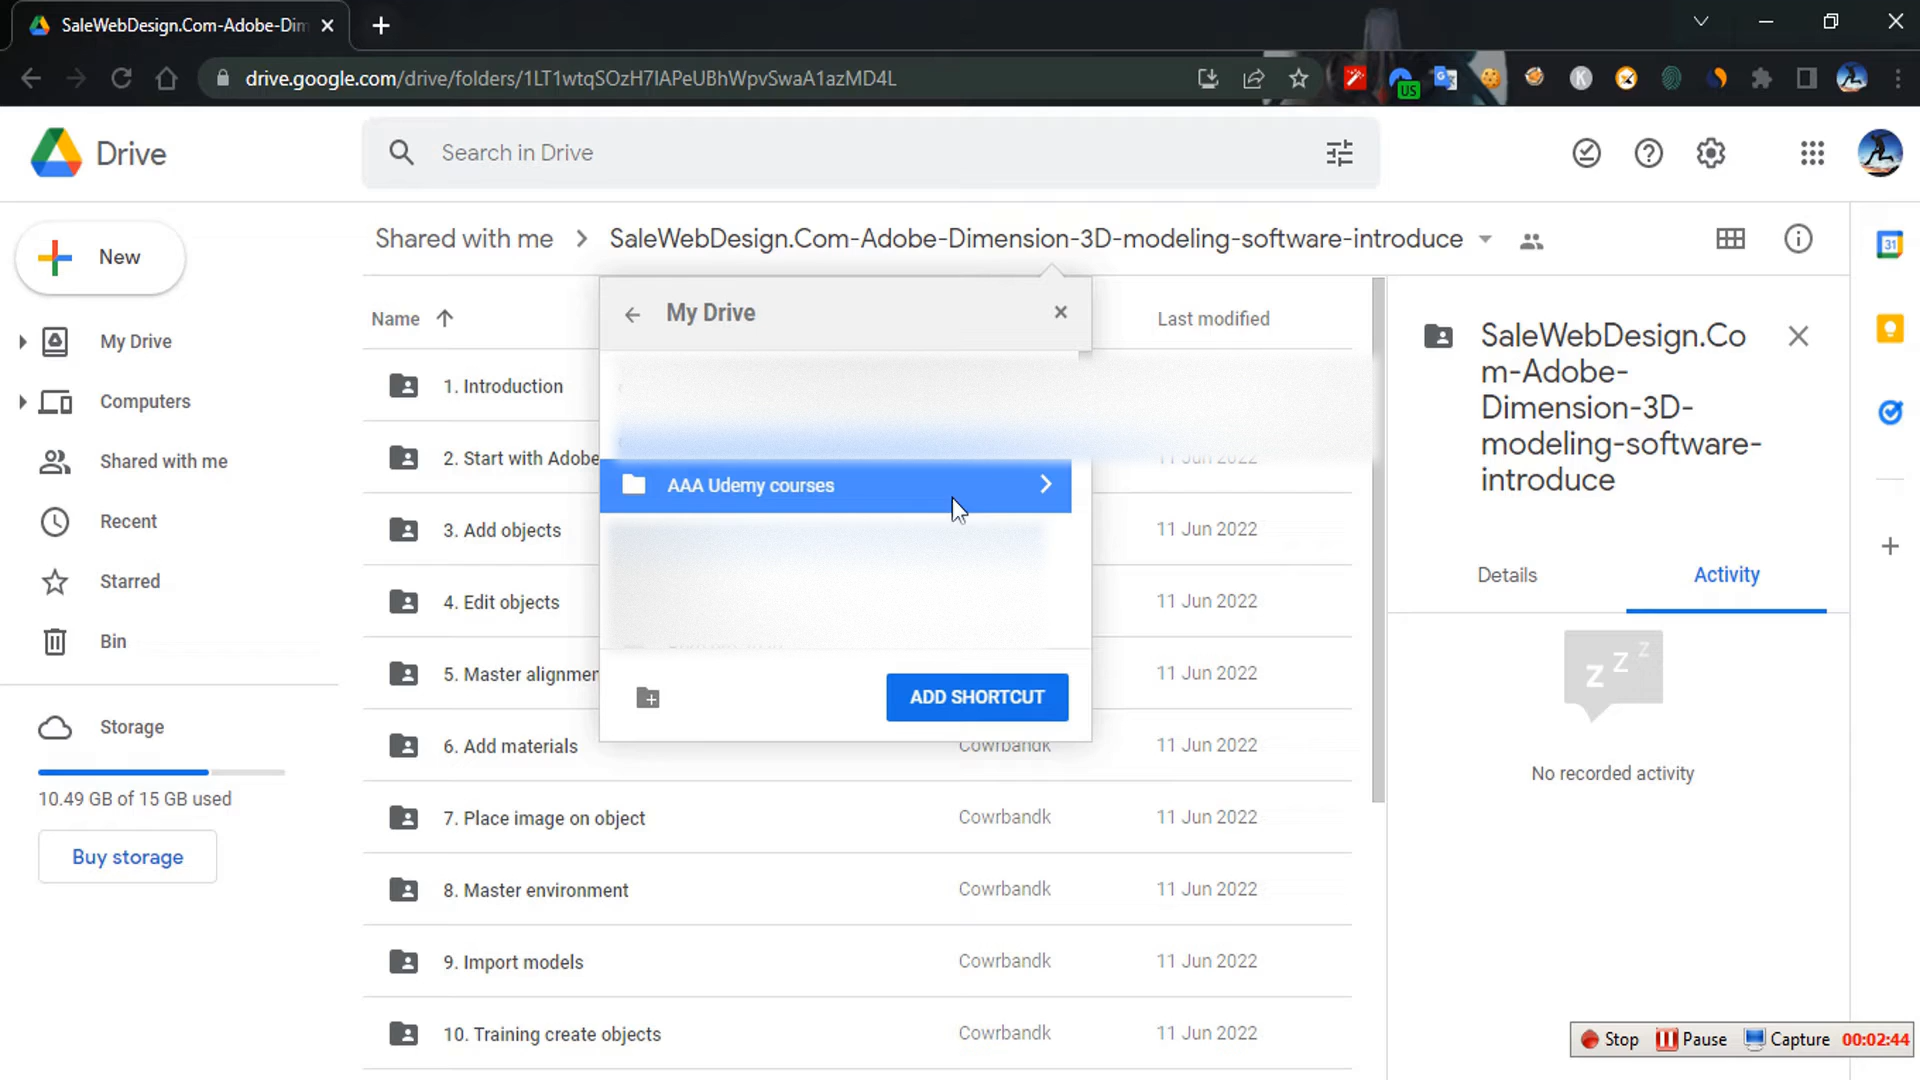 SaleWebDesign.Com-Adobe-Dim
drive.google.com/drive/folders/1LT1wtqSOzH7IAPeUBhWpvSwaA1azMD4L
US
Drive
Search in Drive
New
My Drive
Computers
Shared with me
Recent
Starred
Bin
Storage
10.49 GB of 15 GB used
Buy storage
Shared with me
SaleWebDesign.Com-Adobe-Dimension-3D-modeling-software-introduce
Name
Last modified
1. Introduction
2. Start with Adobe
11 Jun 2022
3. Add objects
11 Jun 2022
4. Edit objects
11 Jun 2022
5. Master alignmen
11 Jun 2022
6. Add materials
Cowrbandk
11 Jun 2022
7. Place image on object
Cowrbandk
11 Jun 2022
8. Master environment
Cowrbandk
11 Jun 2022
9. Import models
Cowrbandk
11 Jun 2022
10. Training create objects
Cowrbandk
11 Jun 2022
My Drive
AAA Udemy courses
ADD SHORTCUT
SaleWebDesign.Co
m-Adobe-
Dimension-3D-
modeling-software-
introduce
Details
Activity
z z z
No recorded activity
31
K
Stop
Pause
Capture
00:02:44